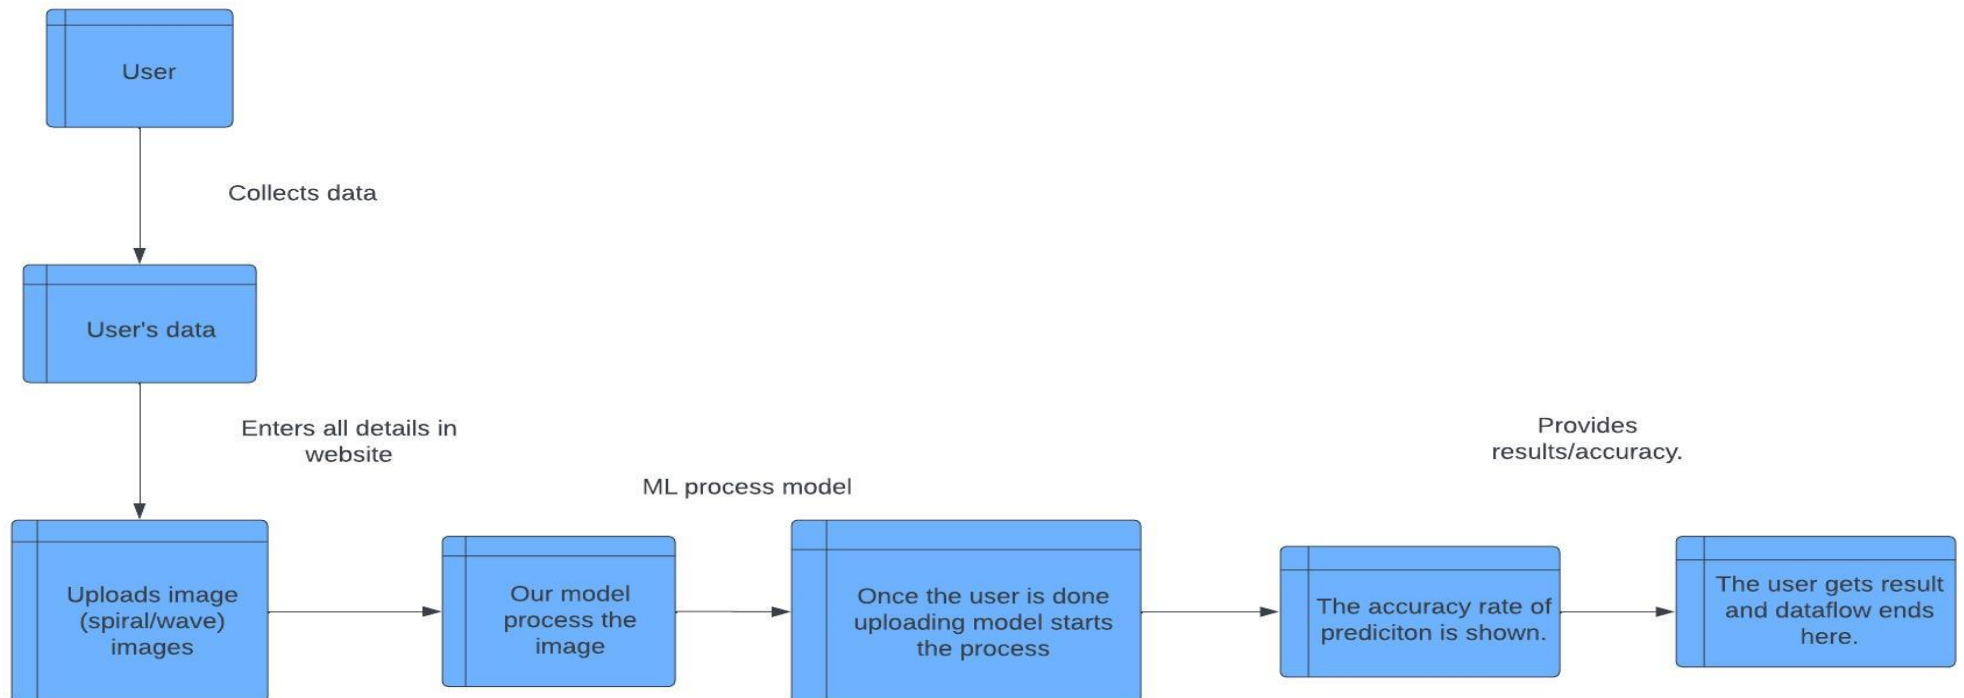 User
Collects data
User's data
Enters all details in
website
Provides
results/accuracy.
ML process model
Uploads image
(spiral/wave)
images
Our model
process the
image
Once the user is done
uploading model starts
the process
The accuracy rate of
prediciton is shown.
The user gets result
and dataflow ends
here.